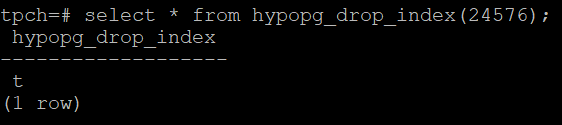 tpch=# select * from hypopg_drop_index(24576);
 hypopg_drop_index
-------------------
 t
(1 row)